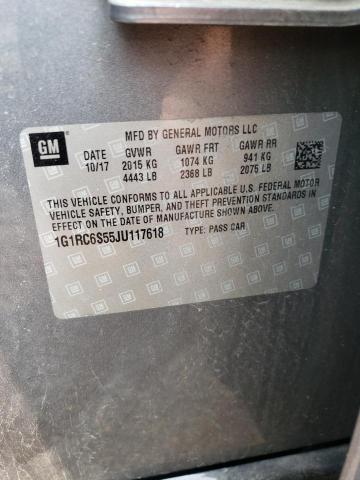 GM
MFD BY GENERAL MOTORS LLC
DATE GVWR GAWR FRT GAWR RR
10/17 2015 KG 1074 KG 941 KG
4443 LB 2368 LB 2075 LB
THIS VEHICLE CONFORMS TO ALL APPLICABLE U.S. FEDERAL MOTOR
VEHICLE SAFETY, BUMPER, AND THEFT PREVENTION STANDARDS IN
EFFECT ON THE DATE OF MANUFACTURE SHOWN ABOVE.
1G1RC6S55JU117618 TYPE: PASS CAR